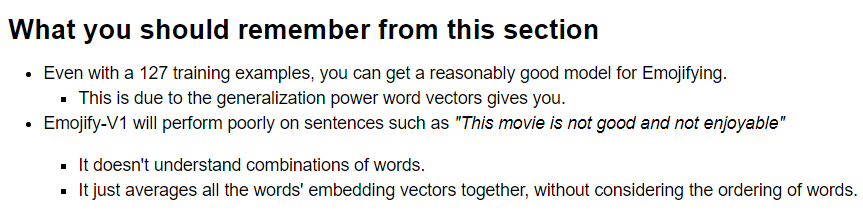 What you should remember from this section
Even with a 127 training examples, you can get a reasonably good model for Emojifying.
This is due to the generalization power word vectors gives you.
Emojify-V1 will perform poorly on sentences such as "This movie is not good and not enjoyable"
It doesn't understand combinations of words.
It just averages all the words' embedding vectors together, without considering the ordering of words.